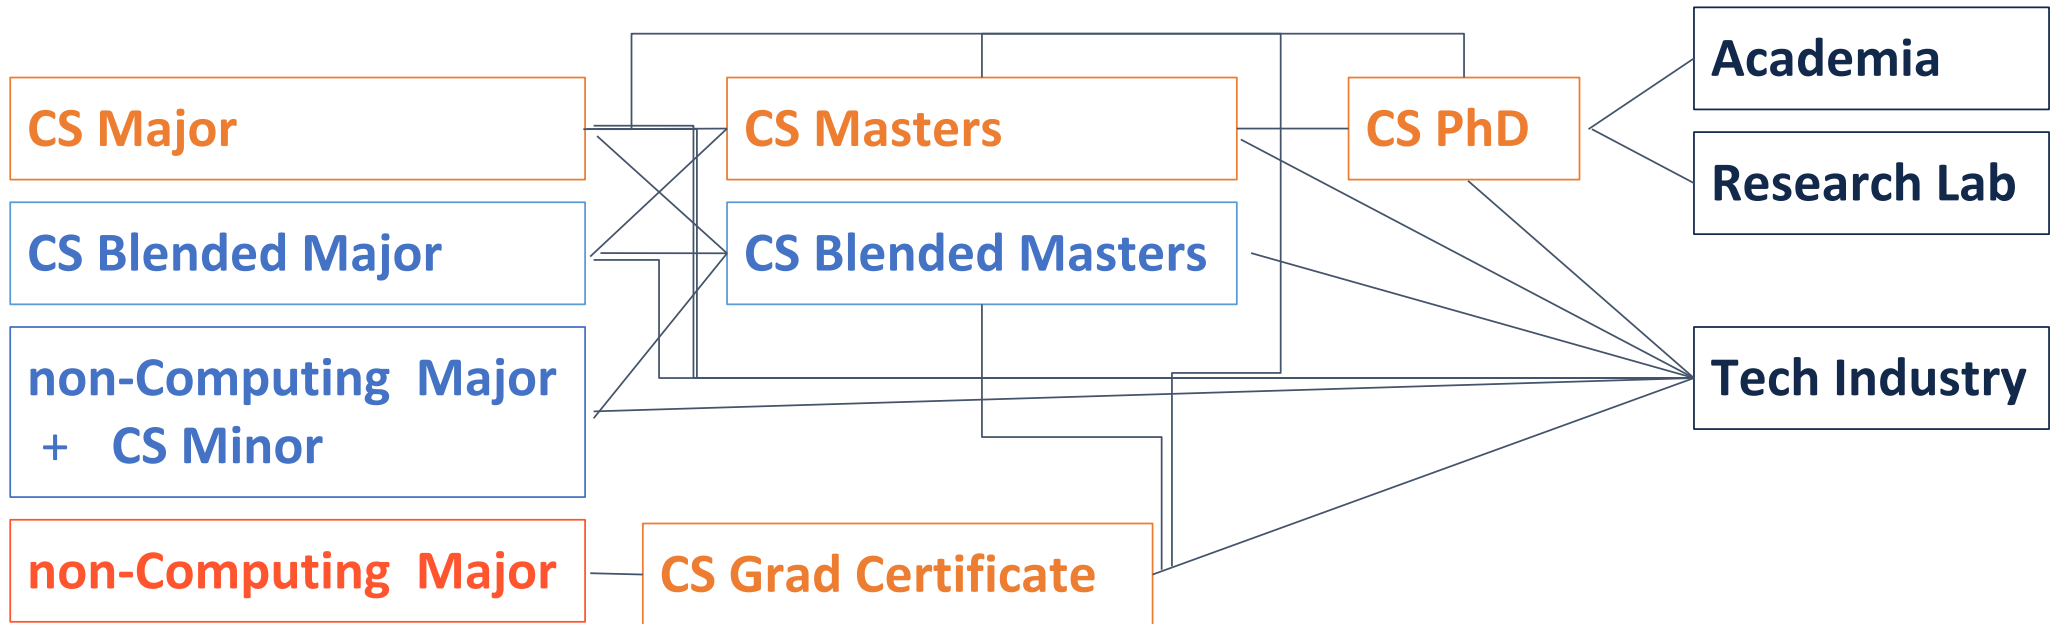 CS Major
CS Blended Major
non-Computing  Major
+   CS Minor
non-Computing  Major
CS Masters
CS Blended Masters
CS Grad Certificate
CS PhD
Academia
Research Lab
Tech Industry